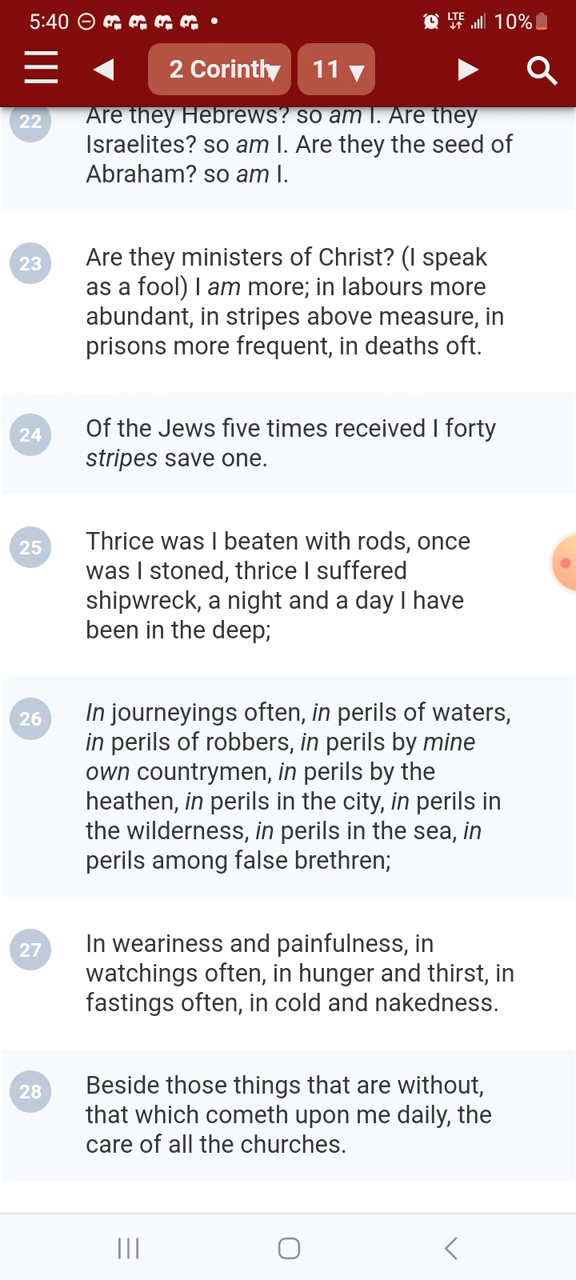 5:40
LTE
10%
2 Corinth
11
22
Are they Hebrews? so am I. Are they
Israelites? so am I. Are they the seed of
Abraham? so am I.
23
Are they ministers of Christ? (I speak
as a fool) I am more; in labours more
abundant, in stripes above measure, in
prisons more frequent, in deaths oft.
24
Of the Jews five times received I forty
stripes save one.
25
Thrice was I beaten with rods, once
was I stoned, thrice I suffered
shipwreck, a night and a day I have
been in the deep;
26
In journeyings often, in perils of waters,
in perils of robbers, in perils by mine
own countrymen, in perils by the
heathen, in perils in the city, in perils in
the wilderness, in perils in the sea, in
perils among false brethren;
27
In weariness and painfulness, in
watchings often, in hunger and thirst, in
fastings often, in cold and nakedness.
28
Beside those things that are without,
that which cometh upon me daily, the
care of all the churches.